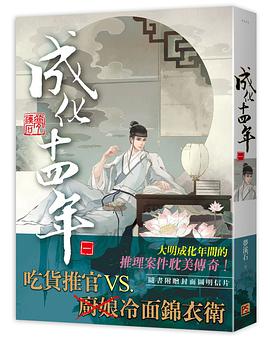 成化十四年
一
大明成化年間的
推理案件耽美傳奇！
隨書附贈封面圖明信片
吃貨推官VS.
廚娘冷面錦衣衛
成化十四年
一
夢溪石